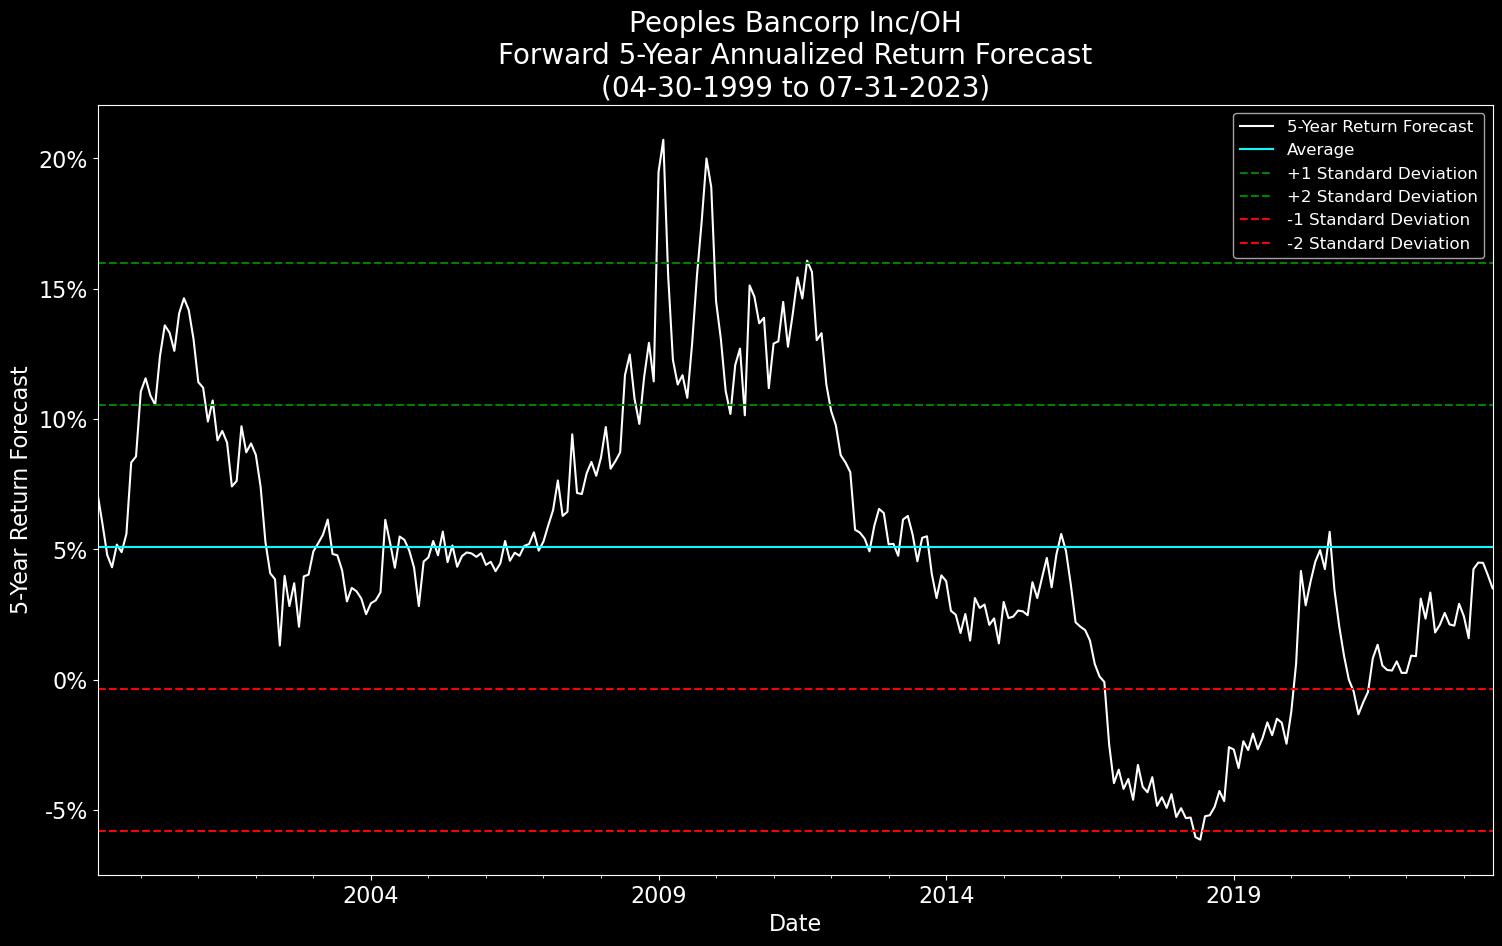 Peoples Bancorp Inc/OH
Forward 5-Year Annualized Return Forecast
(04-30-1999 to 07-31-2023)
5-Year Return Forecast
Average
+1 Standard Deviation
+2 Standard Deviation
-1 Standard Deviation
-2 Standard Deviation
20%
15%
10%
5%
0%
-5%
5-Year Return Forecast
2004
2009
2014
2019
Date